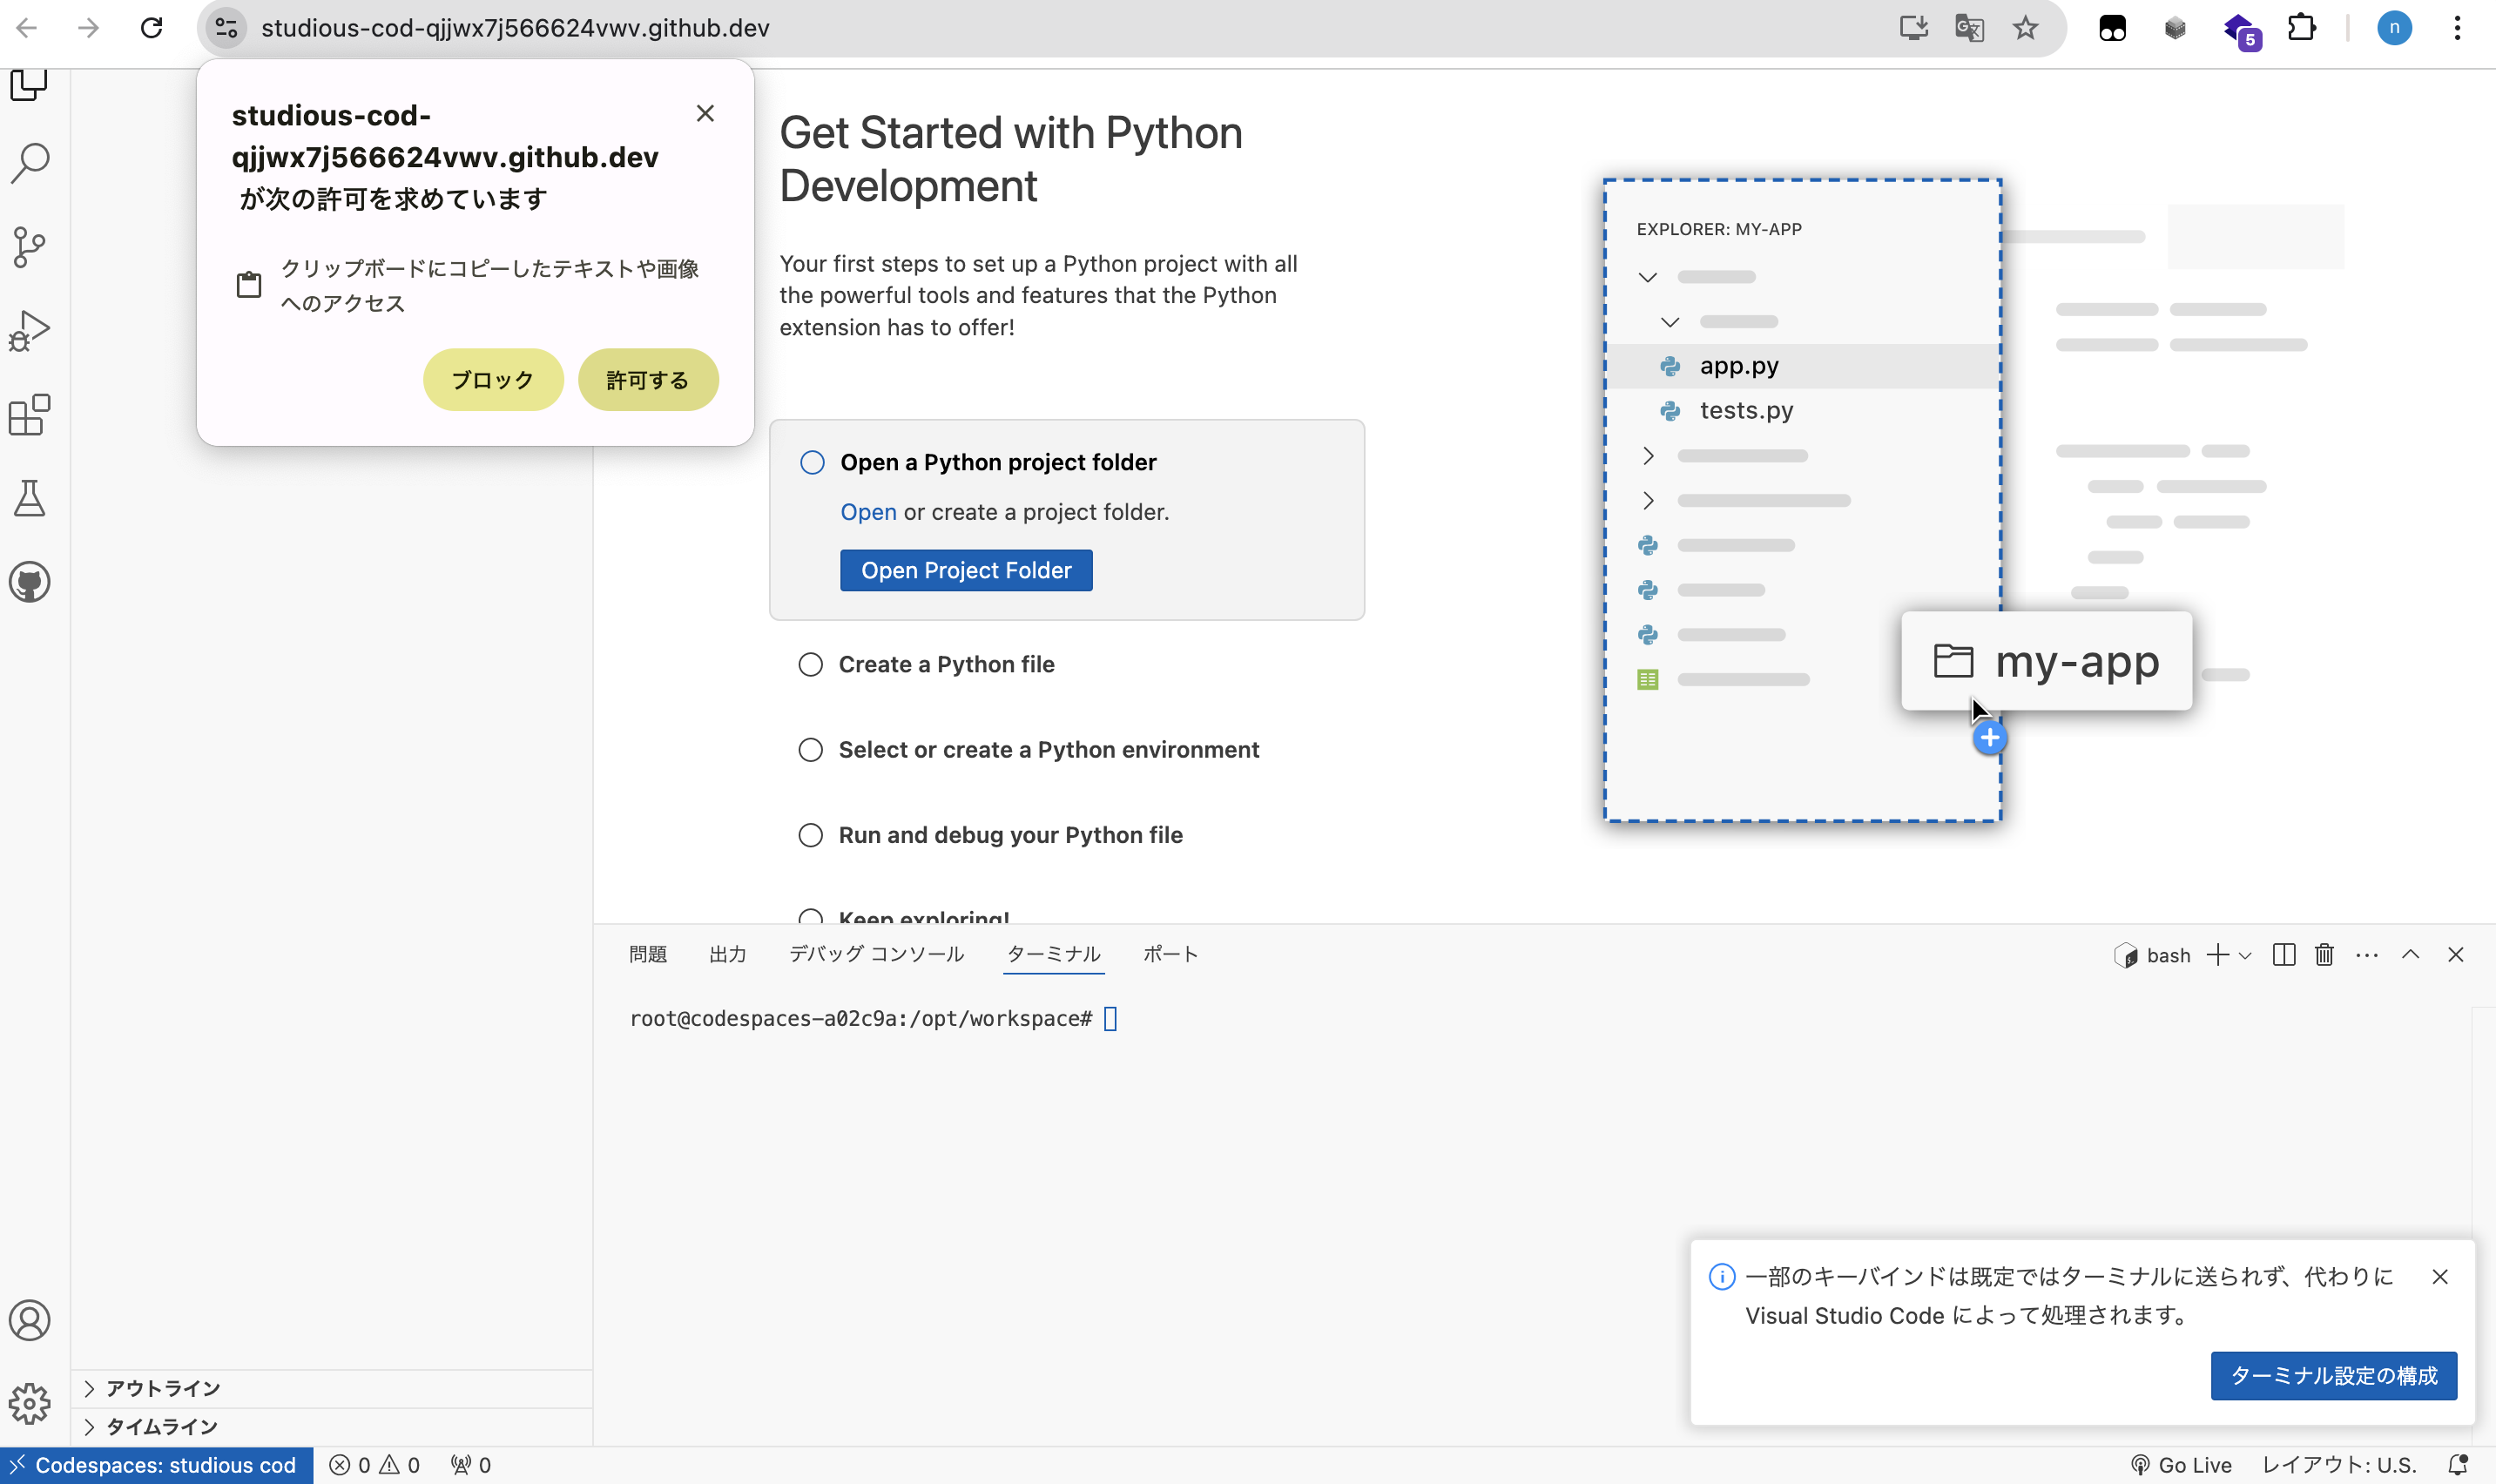 studious-cod-qjjwx7j566624vwv.github.dev
5
n
studious-cod-
qjjwx7j566624vwv.github.dev
が次の許可を求めています
クリップボードにコピーしたテキストや画像
へのアクセス
ブロック
許可する
Get Started with Python
Development
Your first steps to set up a Python project with all
the powerful tools and features that the Python
extension has to offer!
Open a Python project folder
Open or create a project folder.
Open Project Folder
Create a Python file
Select or create a Python environment
Run and debug your Python file
Keep exploring!
EXPLORER: MY-APP
app.py
tests.py
my-app
問題
出力
デバッグ コンソール
ターミナル
ポート
bash
root@codespaces-a02c9a:/opt/workspace#
一部のキーバインドは既定ではターミナルに送られず、代わりに
Visual Studio Code によって処理されます。
ターミナル設定の構成
アウトライン
タイムライン
Codespaces: studious cod
0
0
0
Go Live
レイアウト: U.S.